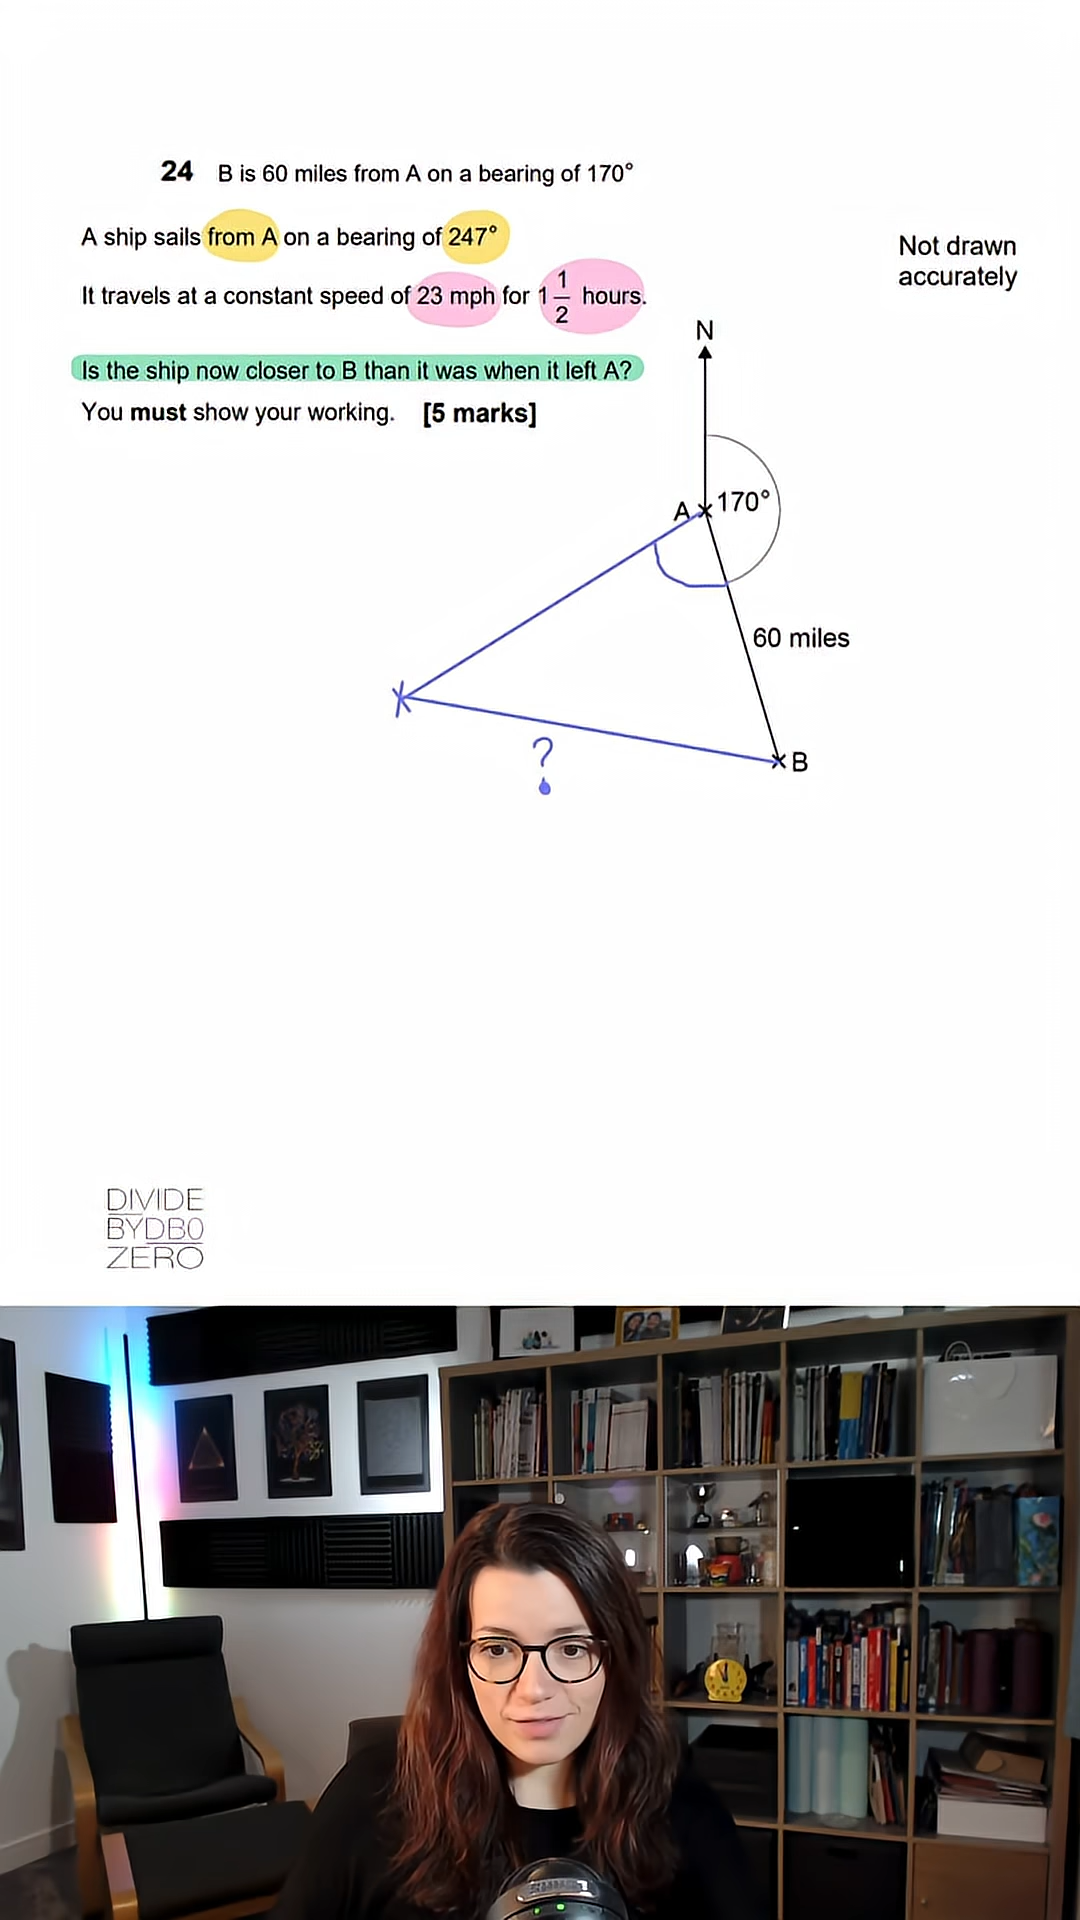 24 B is 60 miles from A on a bearing of 170°
A ship sails from A on a bearing of 247°
It travels at a constant speed of 23 mph for 1 1/2 hours.
Is the ship now closer to B than it was when it left A?
You must show your working. [5 marks]
Not drawn
accurately
N
A 170°
60 miles
B
?
DIVIDE
BYDB0
ZERO